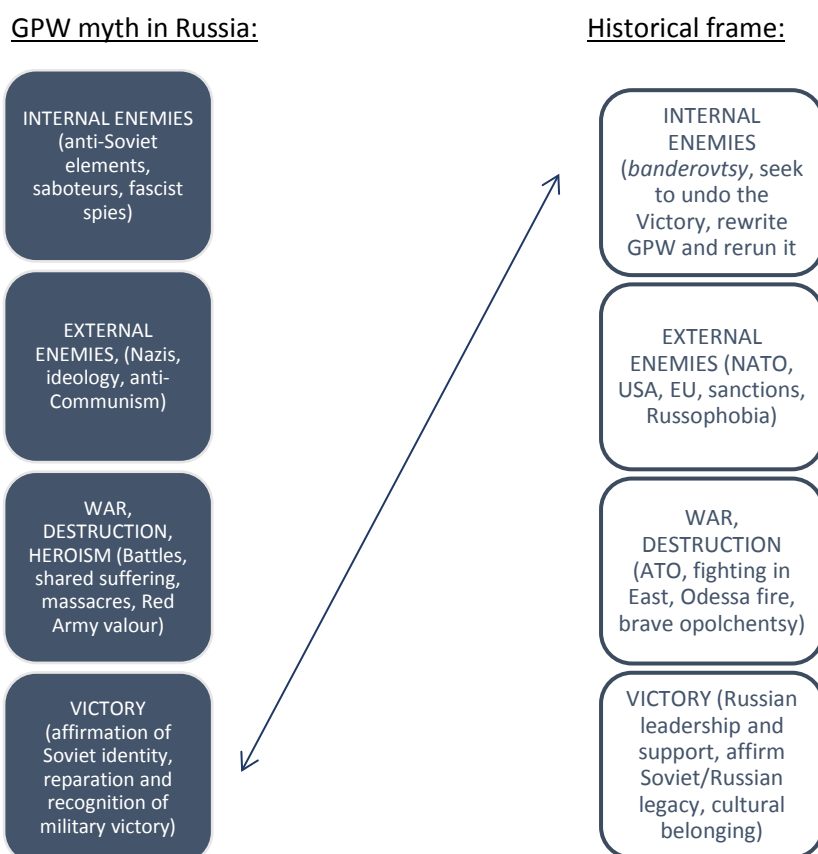 GPW myth in Russia:
INTERNAL ENEMIES
(anti-Soviet
elements,
saboteurs, fascist
spies)
EXTERNAL
ENEMIES, (Nazis,
ideology, anti-
Communism)
WAR,
DESTRUCTION,
HEROISM (Battles,
shared suffering,
massacres, Red
Army valour)
VICTORY
(affirmation of
Soviet identity,
reparation and
recognition of
military victory)
Historical frame:
INTERNAL
ENEMIES
(banderovtsy, seek
to undo the
Victory, rewrite
GPW and rerun it
EXTERNAL
ENEMIES (NATO,
USA, EU, sanctions,
Russophobia)
WAR,
DESTRUCTION
(ATO, fighting in
East, Odessa fire,
brave opolchentsy)
VICTORY (Russian
leadership and
support, affirm
Soviet/Russian
legacy, cultural
belonging)